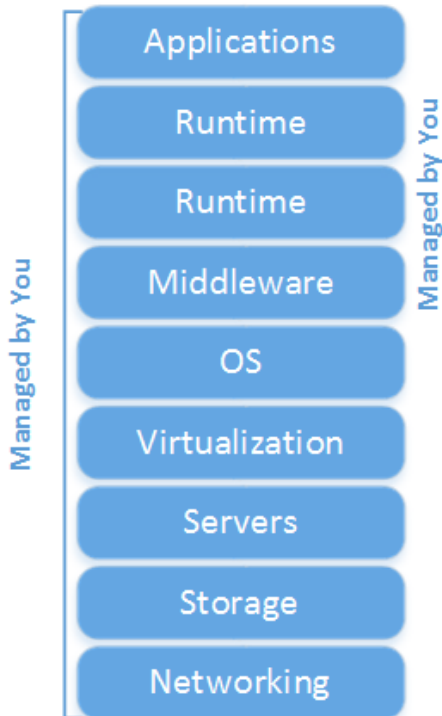 Applications
Runtime
Runtime
Middleware
OS
Virtualization
Servers
Storage
Networking
Managed by You
Managed by You